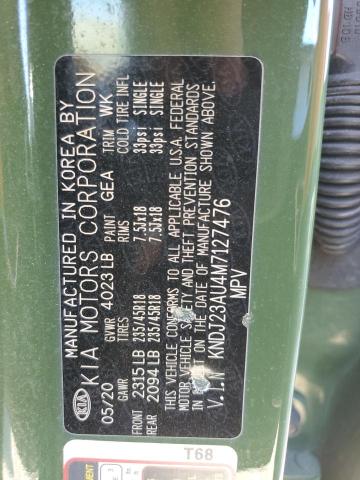 KIA
MANUFACTURED IN KOREA BY
KIA MOTORS CORPORATION
05/20 GVWR 4023 LB PAINT GEA TRIM WK
GAWR TIRES RIMS COLD TIRE INFL
FRONT 2315 LB 235/45R18 7.5Jx18 33psi SINGLE
REAR 2094 LB 235/45R18 7.5Jx18 33psi SINGLE
THIS VEHICLE CONFORMS TO ALL APPLICABLE U.S.A. FEDERAL
MOTOR VEHICLE SAFETY AND THEFT PREVENTION STANDARDS
IN EFFECT ON THE DATE OF MANUFACTURE SHOWN ABOVE.
V.I.N KNDJ23AU4M7127476
MPV
T68